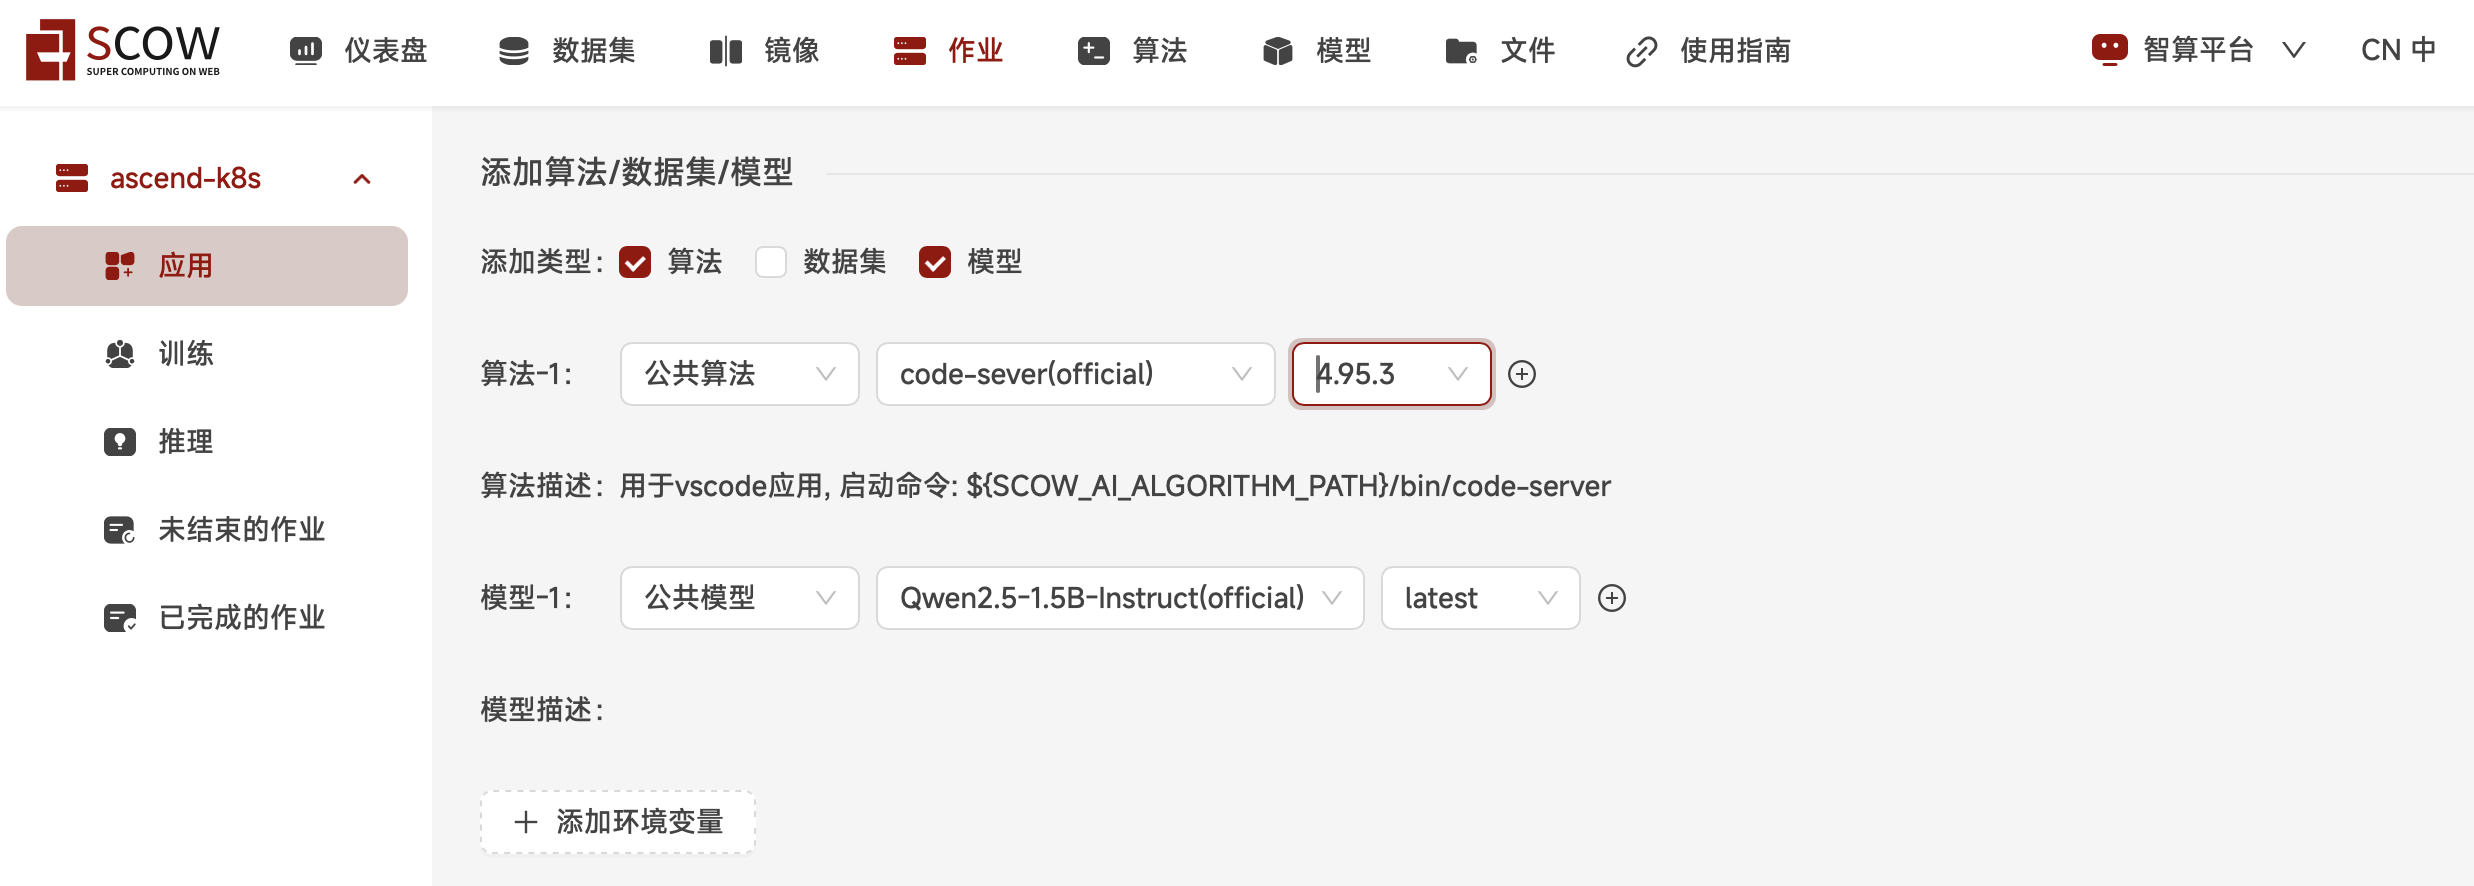 SCOW
SUPER COMPUTING ON WEB
仪表盘
数据集
镜像
作业
算法
模型
文件
使用指南
智算平台
CN 中
ascend-k8s
应用
训练
推理
未结束的作业
已完成的作业
添加算法/数据集/模型
添加类型： 算法 数据集 模型
算法-1： 公共算法 code-sever(official) 4.95.3
算法描述： 用于vscode应用, 启动命令: ${SCOW_AI_ALGORITHM_PATH}/bin/code-server
模型-1： 公共模型 Qwen2.5-1.5B-Instruct(official) latest
模型描述：
+ 添加环境变量